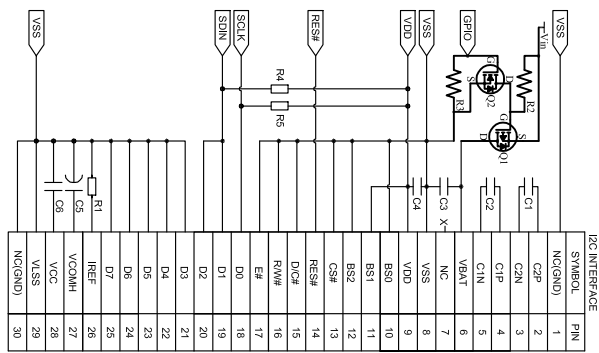 I2C INTERFACE
SYMBOL PIN
NC(GND) 1
C2P 2
C2N 3
C1P 4
C1N 5
VBAT 6
NC 7
VSS 8
VDD 9
BS0 10
BS1 11
BS2 12
CS# 13
RES# 14
D/C# 15
R/W# 16
E# 17
D0 18
D1 19
D2 20
D3 21
D4 22
D5 23
D6 24
D7 25
IREF 26
VCOMH 27
VCC 28
VLSS 29
NC(GND) 30
VSS
Vin
GPIO
VSS
VDD
RES#
SCLK
SDIN
VSS
R2
Q1
G
S
D
Q2
G
D
S
R3
C1
C2
C3
X
C4
R4
R5
R1
C5
C6